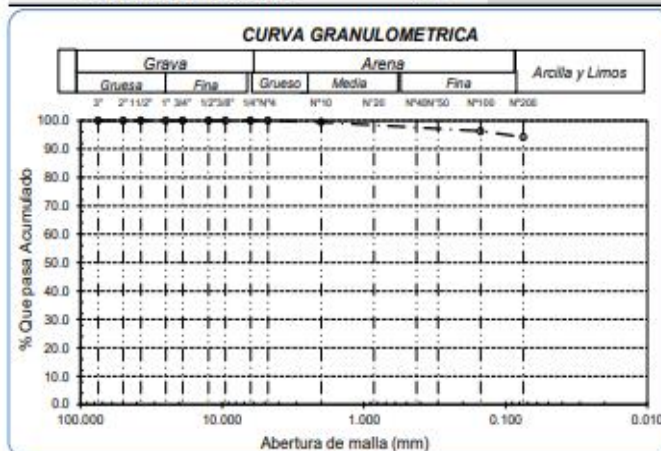 CURVA GRANULOMETRICA
Grava Arena Arcilla y Limos
Gruesa Fina Grueso Media Fina
3" 2" 1 1/2" 1" 3/4" 1/2" 3/8" 1/4" N°4 N°10 N°20 N°40 N°50 N°100 N°200
100.0
90.0
80.0
70.0
60.0
50.0
40.0
30.0
20.0
10.0
0.0
% Que pasa Acumulado
100.000 10.000 1.000 0.100 0.010
Abertura de malla (mm)